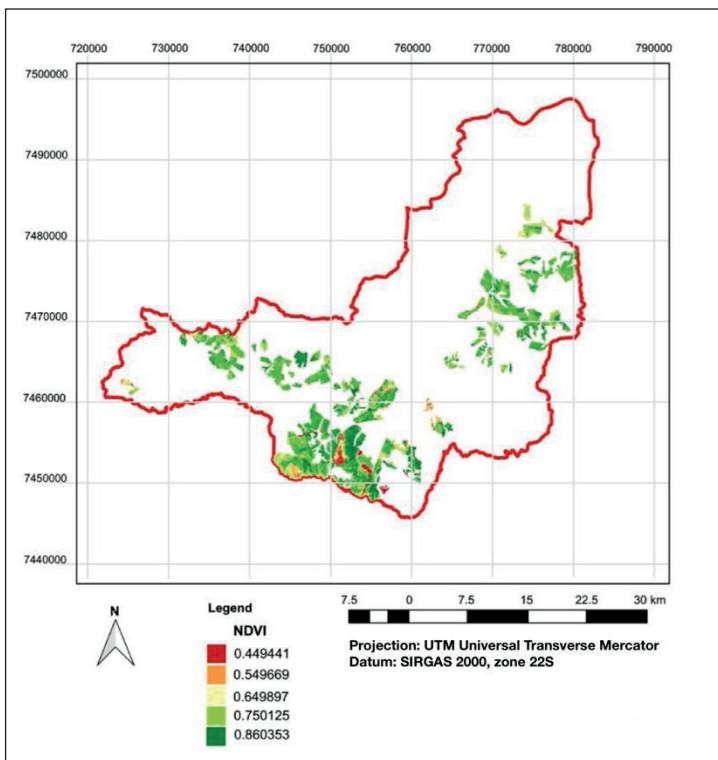 720000 730000 740000 750000 760000 770000 780000 790000
7500000
7490000
7480000
7470000
7460000
7450000
7440000
N
Legend
NDVI
0.449441
0.549669
0.649897
0.750125
0.860353
7.5 0 7.5 15 22.5 30 km
Projection: UTM Universal Transverse Mercator
Datum: SIRGAS 2000, zone 22S